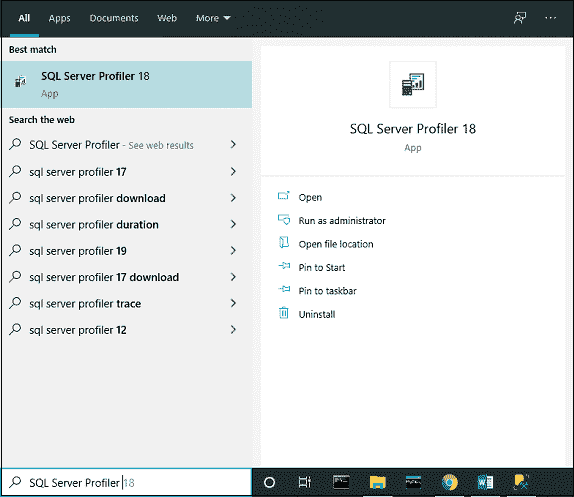 All Apps Documents Web More
Best match
SQL Server Profiler 18
App
Search the web
SQL Server Profiler - See web results
sql server profiler 17
sql server profiler download
sql server profiler duration
sql server profiler 19
sql server profiler 17 download
sql server profiler trace
sql server profiler 12
SQL Server Profiler 18
App
Open
Run as administrator
Open file location
Pin to Start
Pin to taskbar
Uninstall
SQL Server Profiler 18